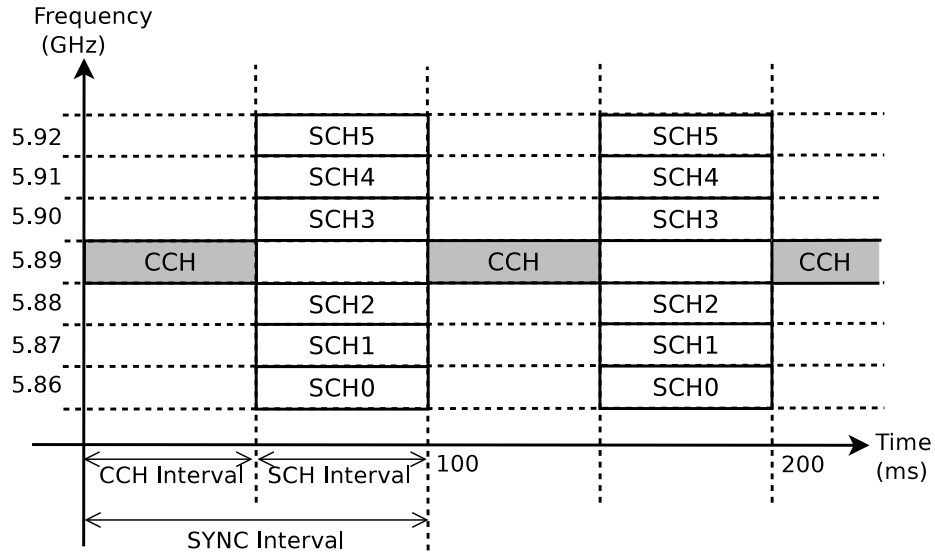 Frequency
(GHz)
5.92 SCH5 SCH5
5.91 SCH4 SCH4
5.90 SCH3 SCH3
5.89 CCH CCH CCH
5.88 SCH2 SCH2
5.87 SCH1 SCH1
5.86 SCH0 SCH0
Time
(ms)
100 200
CCH Interval SCH Interval
SYNC Interval